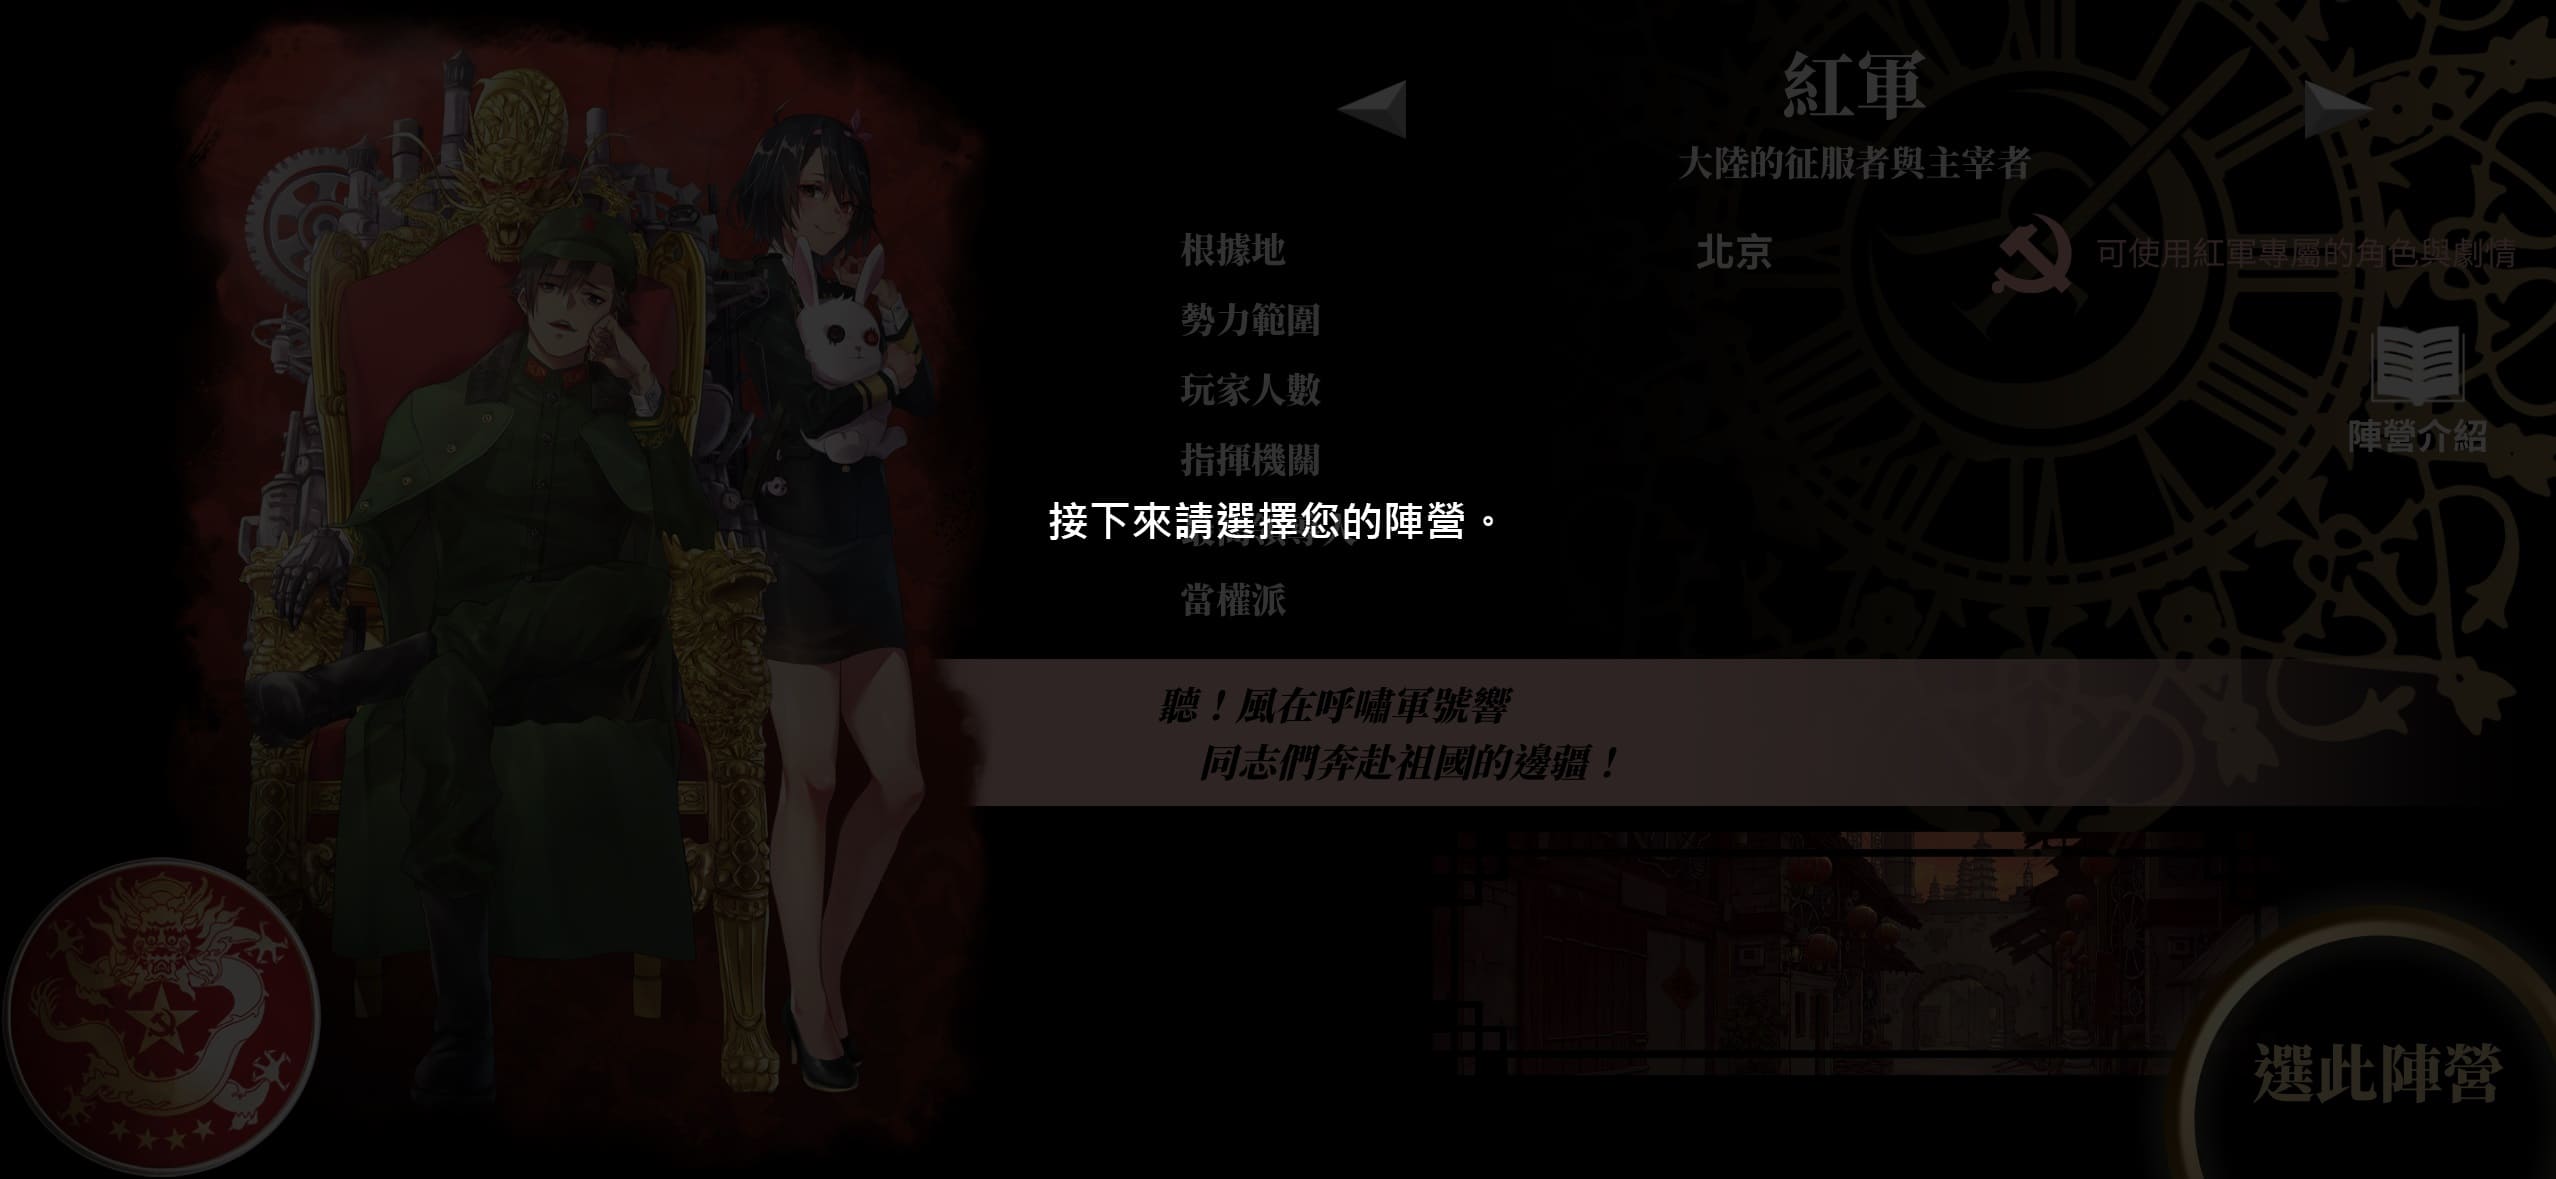 紅軍
大陸的征服者與主宰者
根據地
北京
可使用紅軍專屬的角色與劇情
勢力範圍
玩家人數
陣營介紹
指揮機關
接下來請選擇您的陣營。
當權派
聽！風在呼嘯軍號響
同志們奔赴祖國的邊疆！
選此陣營